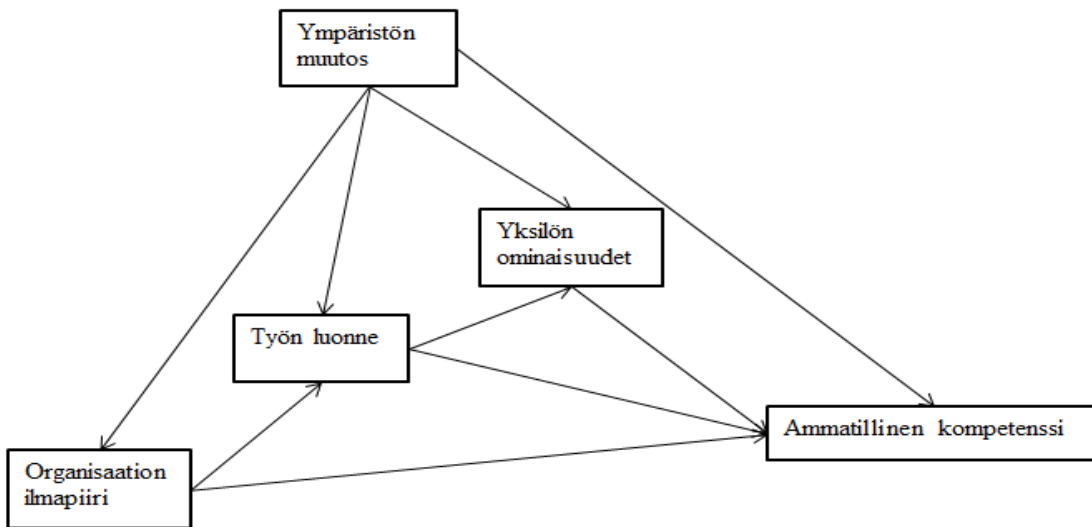 Ympäristön
muutos
Yksilön
ominaisuudet
Työn luonne
Ammatillinen kompetenssi
Organisaation
ilmapiiri